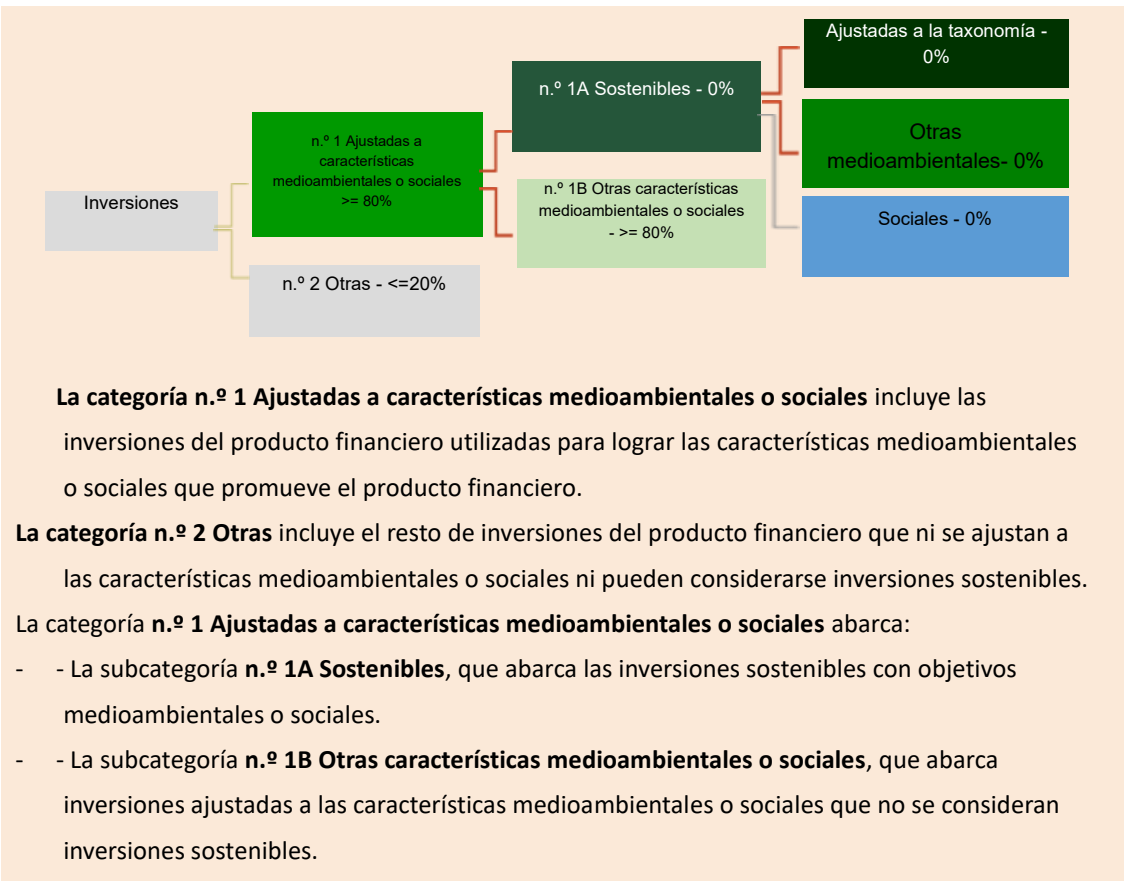 Inversiones
n.º 1 Ajustadas a
características
medioambientales o sociales
>= 80%
n.º 2 Otras - <=20%
n.º 1A Sostenibles - 0%
n.º 1B Otras características
medioambientales o sociales
- >= 80%
Ajustadas a la taxonomía -
0%
Otras
medioambientales- 0%
Sociales - 0%
La categoría n.º 1 Ajustadas a características medioambientales o sociales incluye las
inversiones del producto financiero utilizadas para lograr las características medioambientales
o sociales que promueve el producto financiero.
La categoría n.º 2 Otras incluye el resto de inversiones del producto financiero que ni se ajustan a
las características medioambientales o sociales ni pueden considerarse inversiones sostenibles.
La categoría n.º 1 Ajustadas a características medioambientales o sociales abarca:
- - La subcategoría n.º 1A Sostenibles, que abarca las inversiones sostenibles con objetivos
medioambientales o sociales.
- - La subcategoría n.º 1B Otras características medioambientales o sociales, que abarca
inversiones ajustadas a las características medioambientales o sociales que no se consideran
inversiones sostenibles.